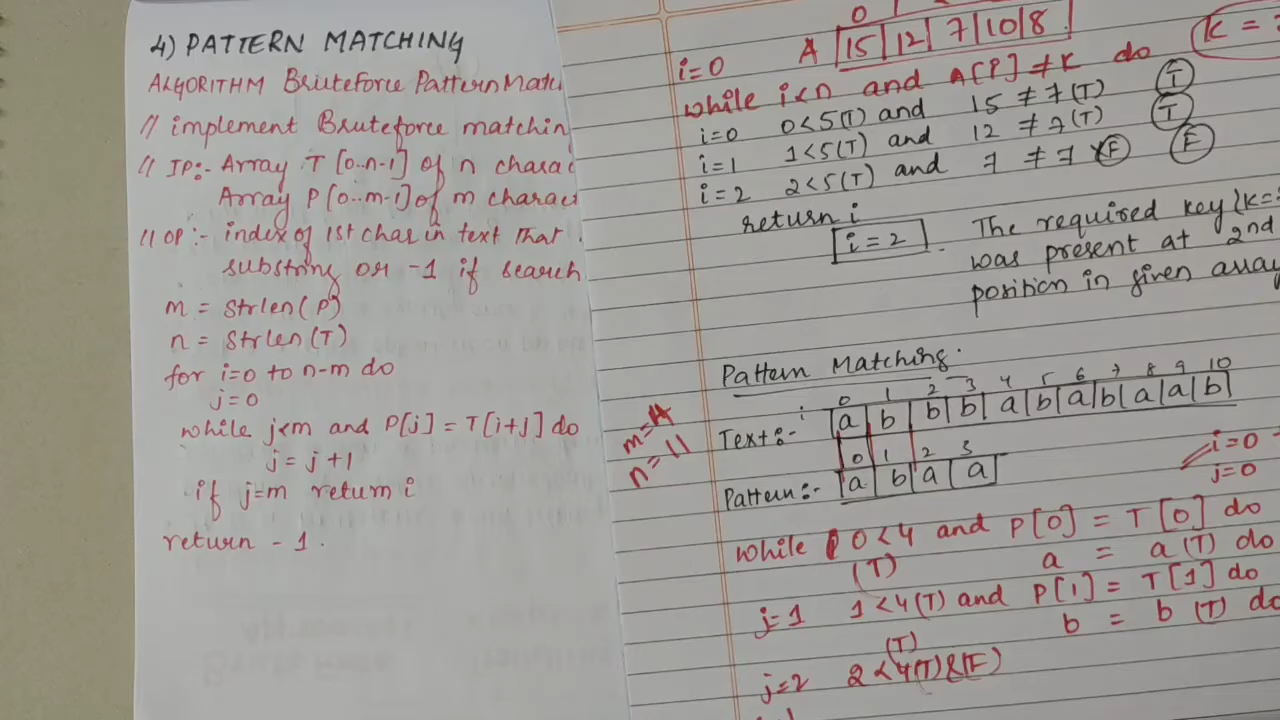 4) PATTERN MATCHING
ALGORITHM Bruteforce Pattern Matc
// implement Bruteforce matchin
// IP:- Array T [0..n-1] of n charac
Array P [0..m-1] of m charact
// OP :- index of 1st char in text that
substring or -1 if search
m = Strlen(P)
n = Strlen(T)
for i=0 to n-m do
j=0
while j<m and P[j] = T[i+j] do
j = j+1
if j=m return i
return -1.
0
i=0 A 15 | 12 | 7 | 10 | 8
while i<n and A[P] ≠ K do (K =
i=0 0<5(T) and 15 ≠ 7(T) (T)
i=1 1<5(T) and 12 ≠ 7(T) (T)
i=2 2<5(T) and 7 ≠ 7 (F) (F)
return i
[i=2]. The required key (K=
was present at 2nd
position in given array
Pattern Matching.
i 0 1 2 3 4 5 6 7 8 9 10
Text:- a b b b a b a b a a b
m=4
n=11
0 1 2 3
Pattern:- a b a a
i=0
j=0
while 0<4 and P[0] = T[0] do
(T) a = a (T) do
j=1 1<4(T) and P[1] = T[1] do
(T) b = b (T) do
j=2 2<4(T)&(F)